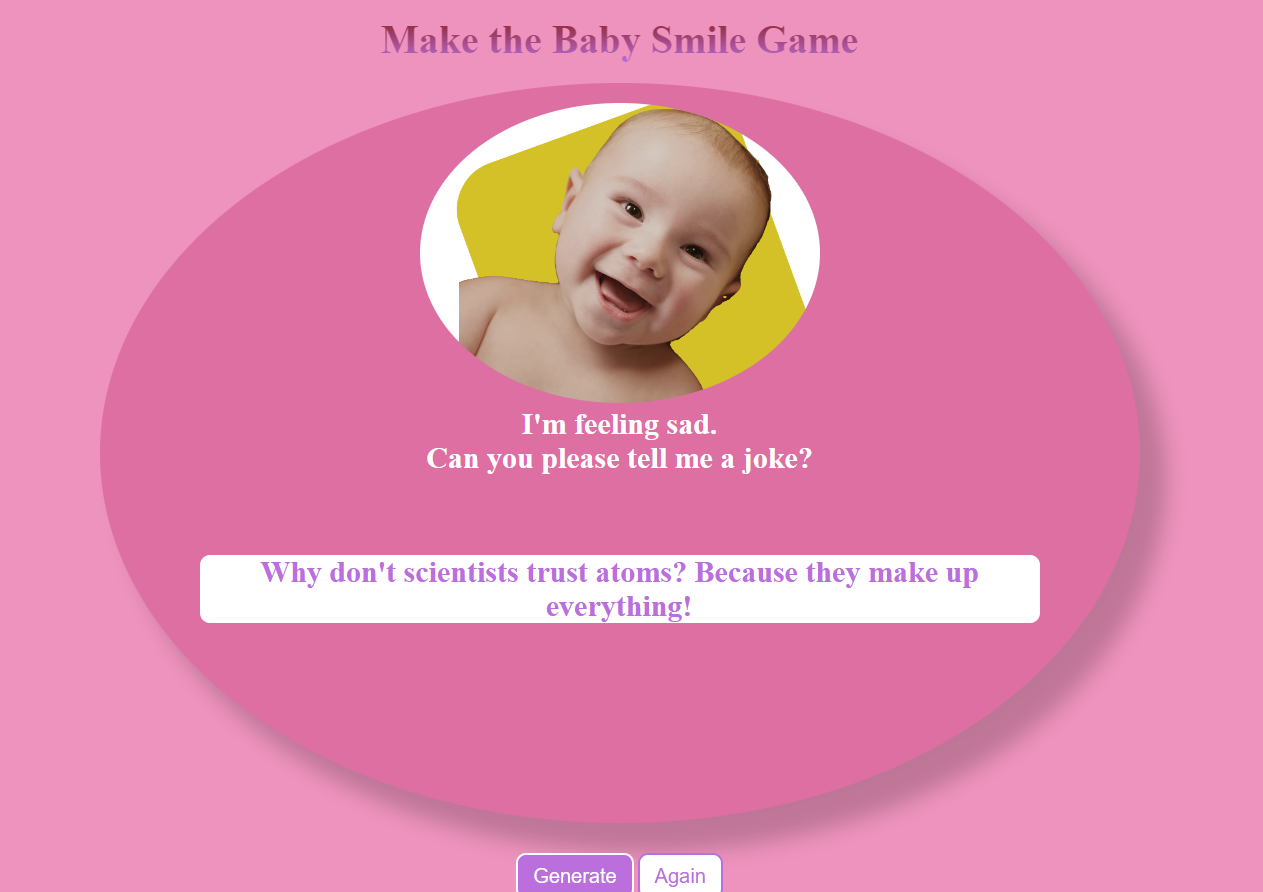 Make the Baby Smile Game
I'm feeling sad.
Can you please tell me a joke?
Why don't scientists trust atoms? Because they make up
everything!
Generate
Again